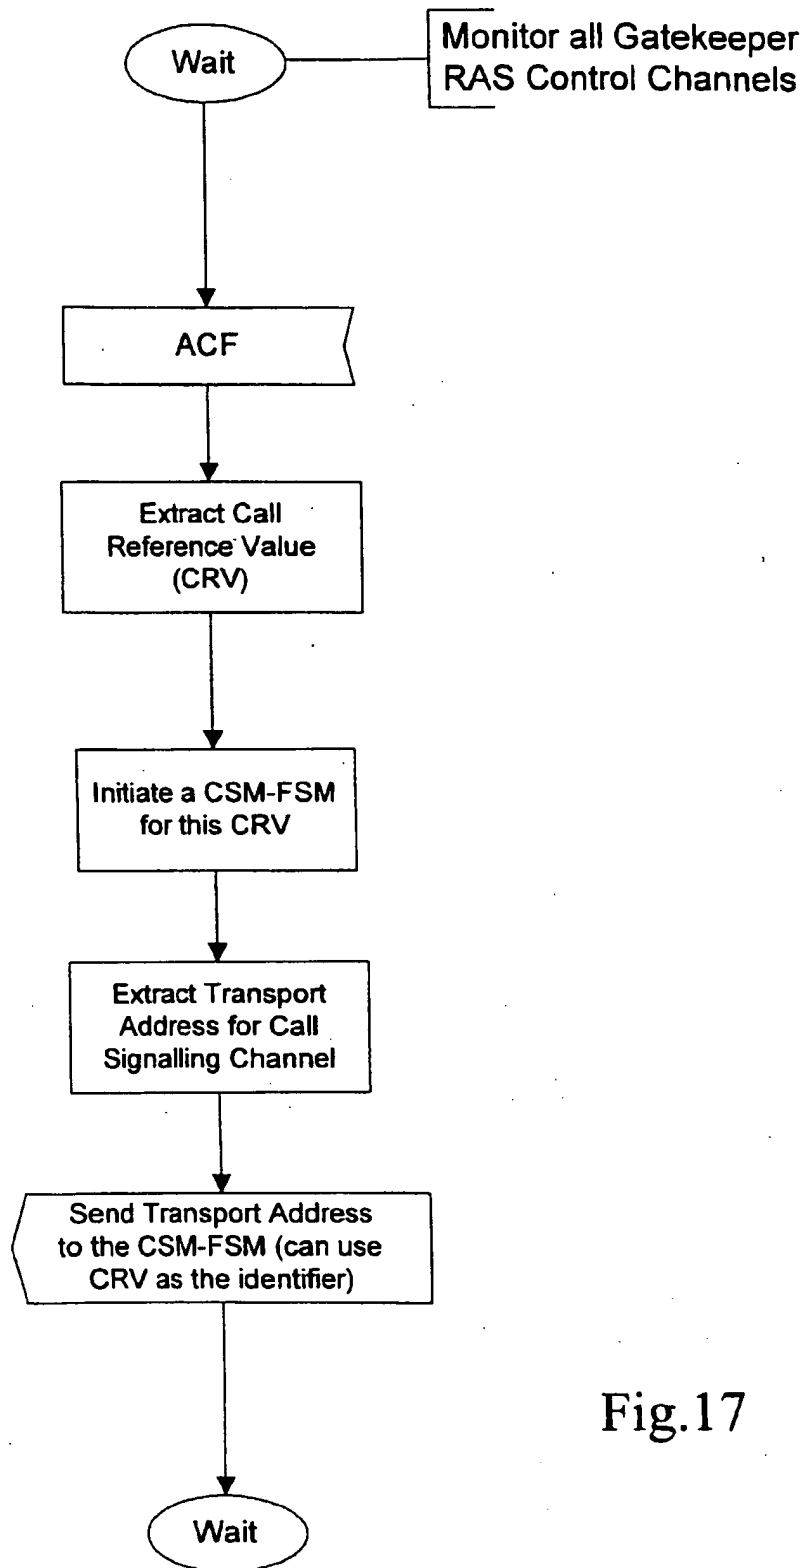 Wait
Monitor all Gatekeeper
RAS Control Channels
ACF
Extract Call
Reference Value
(CRV)
Initiate a CSM-FSM
for this CRV
Extract Transport
Address for Call
Signalling Channel
Send Transport Address
to the CSM-FSM (can use
CRV as the identifier)
Fig.17
Wait